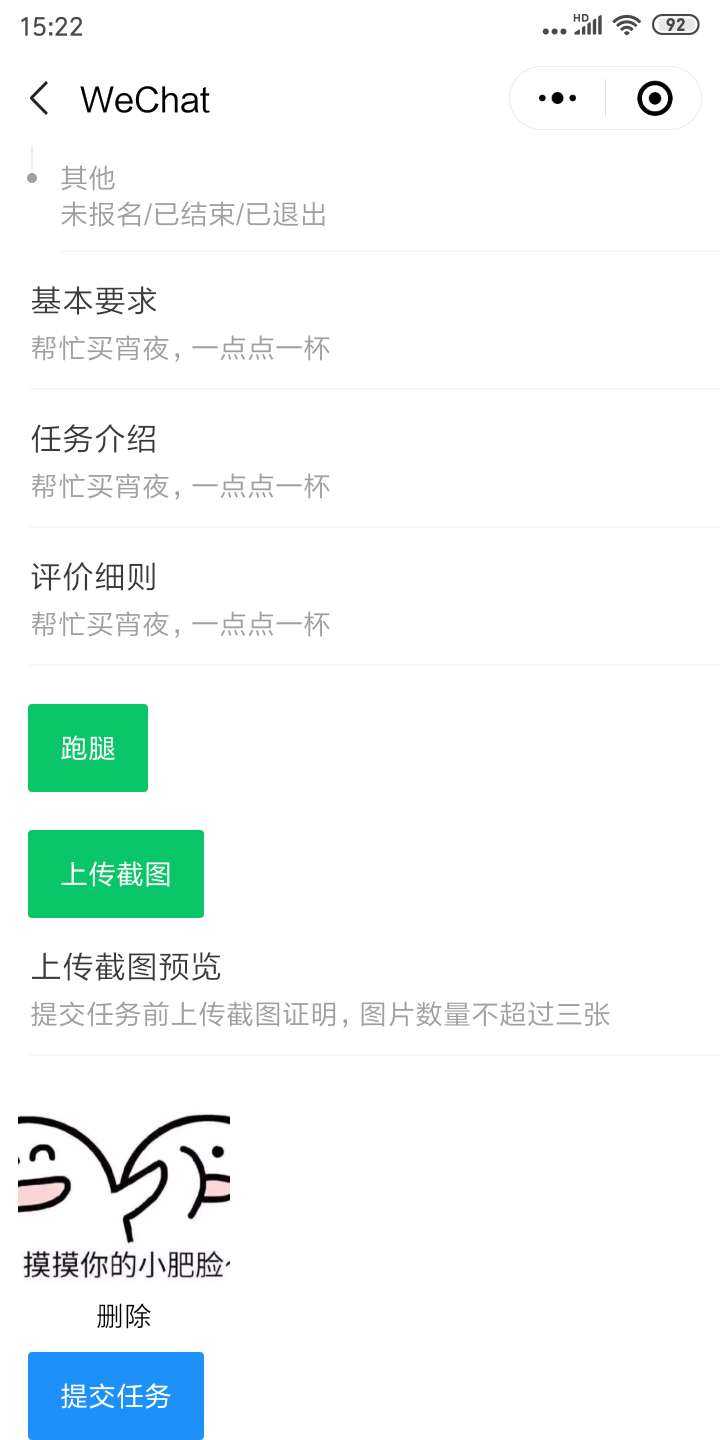 15:22
HD
92
WeChat
其他
未报名/已结束/已退出
基本要求
帮忙买宵夜，一点点一杯
任务介绍
帮忙买宵夜，一点点一杯
评价细则
帮忙买宵夜，一点点一杯
跑腿
上传截图
上传截图预览
提交任务前上传截图证明，图片数量不超过三张
摸摸你的小肥脸~
删除
提交任务